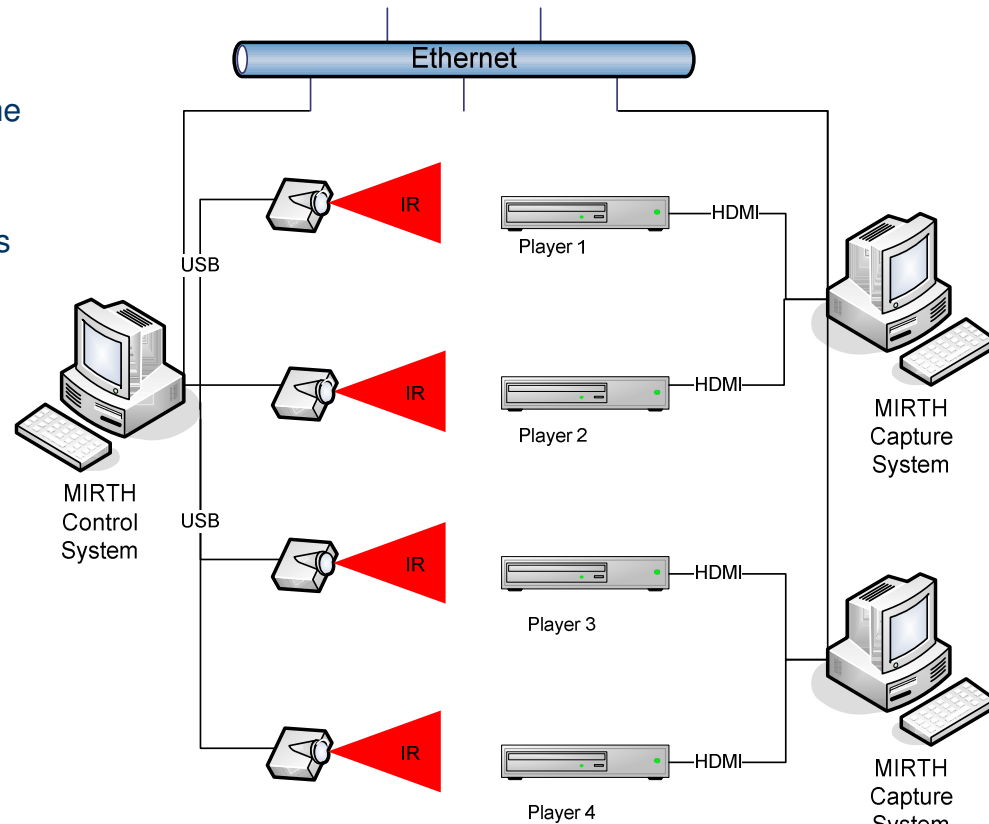 Ethernet
IR
HDMI
Player 1
USB
IR
HDMI
Player 2
MIRTH
Capture
System
MIRTH
Control
System
USB
IR
HDMI
Player 3
IR
HDMI
Player 4
MIRTH
Capture
System